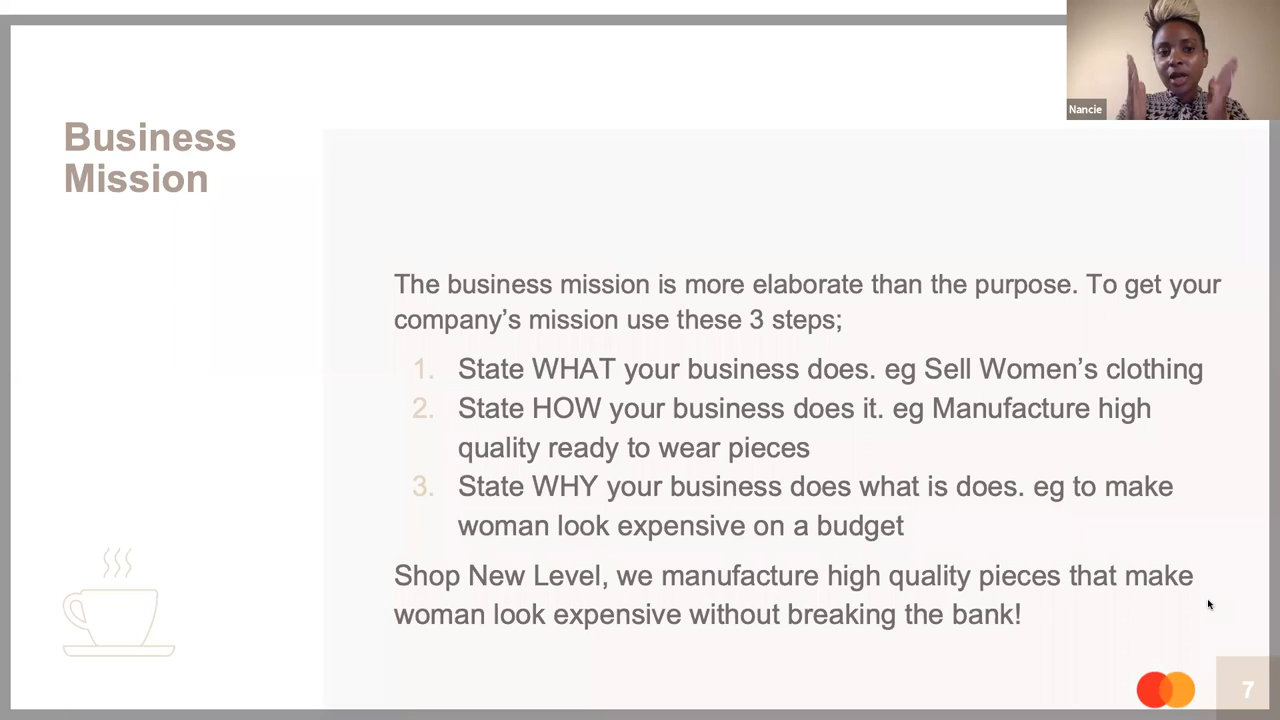 Nancie
Business
Mission
The business mission is more elaborate than the purpose. To get your
company's mission use these 3 steps;
1. State WHAT your business does. eg Sell Women's clothing
2. State HOW your business does it. eg Manufacture high
quality ready to wear pieces
3. State WHY your business does what is does. eg to make
woman look expensive on a budget
Shop New Level, we manufacture high quality pieces that make
woman look expensive without breaking the bank!
7